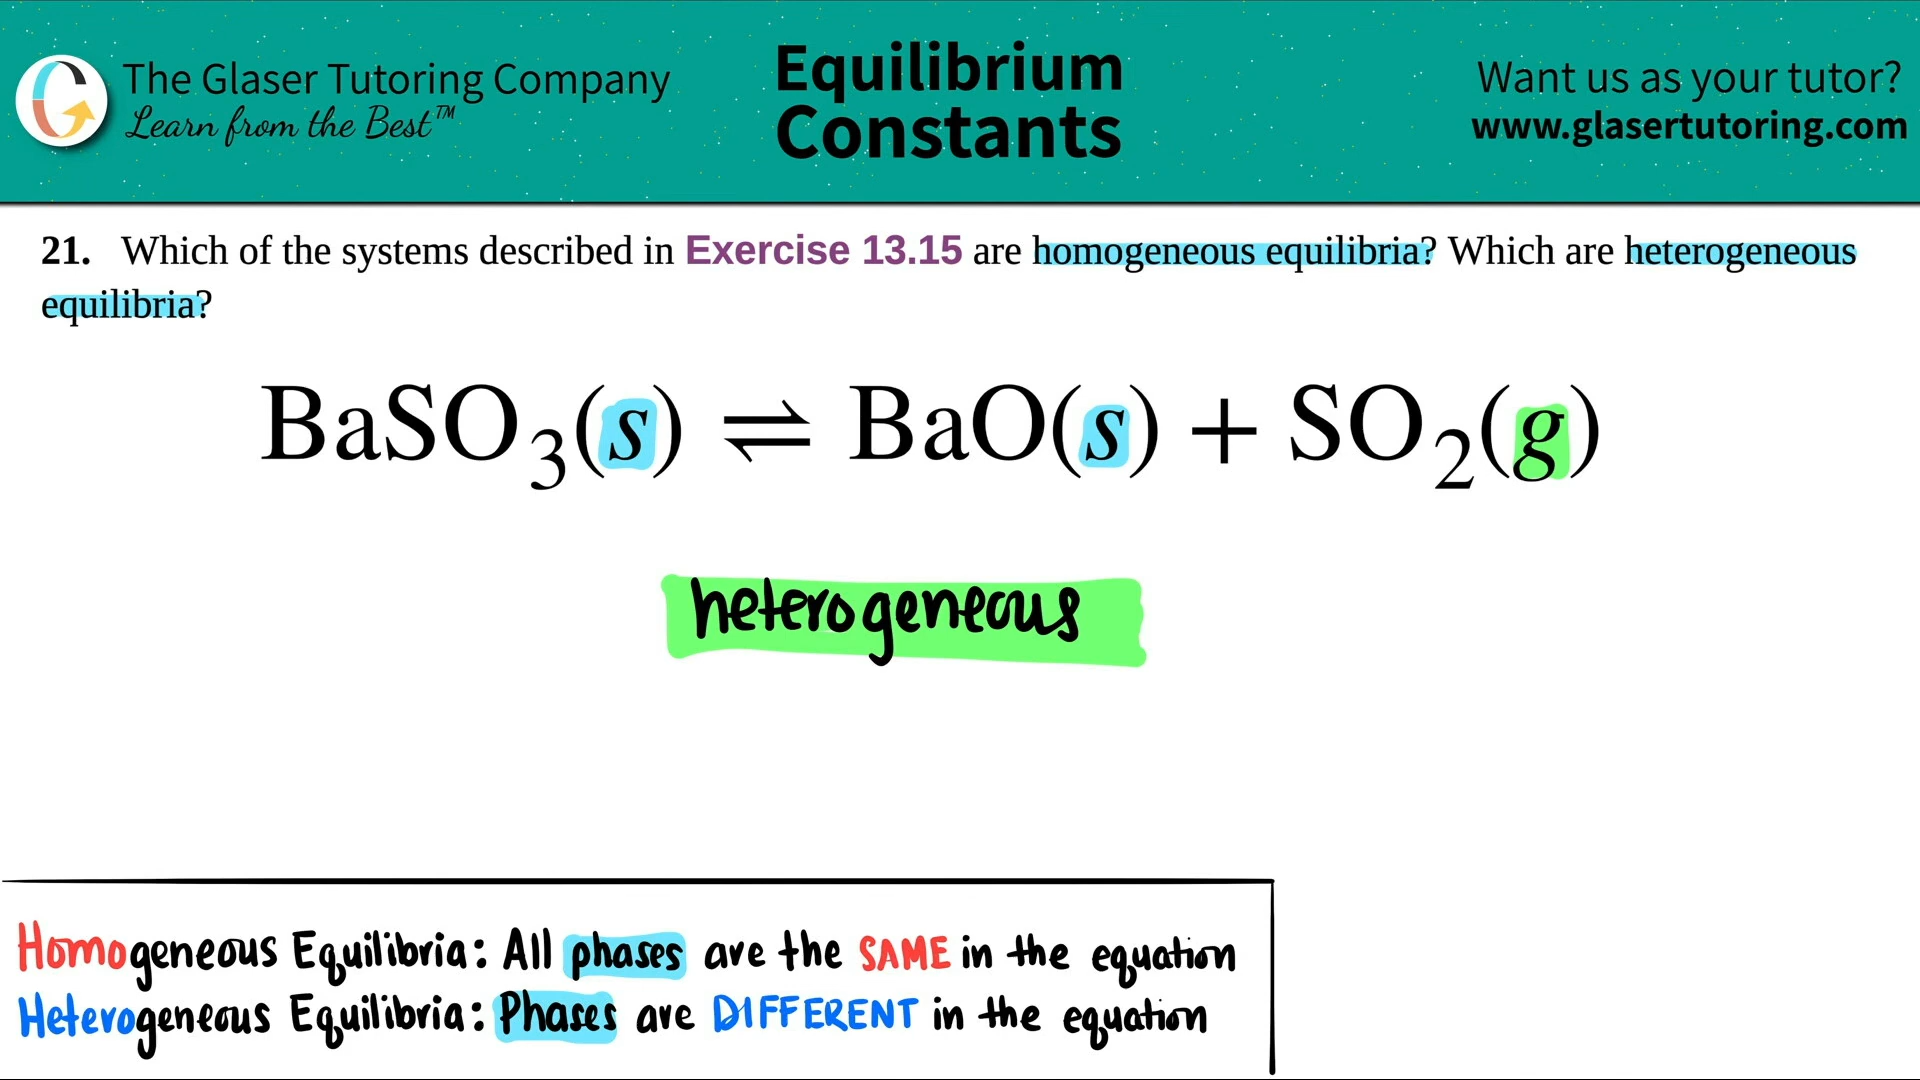 The Glaser Tutoring Company
Learn from the Best™
Equilibrium
Constants
Want us as your tutor?
www.glasertutoring.com
21. Which of the systems described in Exercise 13.15 are homogeneous equilibria? Which are heterogeneous
equilibria?
BaSO₃(s) ⇌ BaO(s) + SO₂(g)
heterogeneous
Homogeneous Equilibria: All phases are the SAME in the equation
Heterogeneous Equilibria: Phases are DIFFERENT in the equation